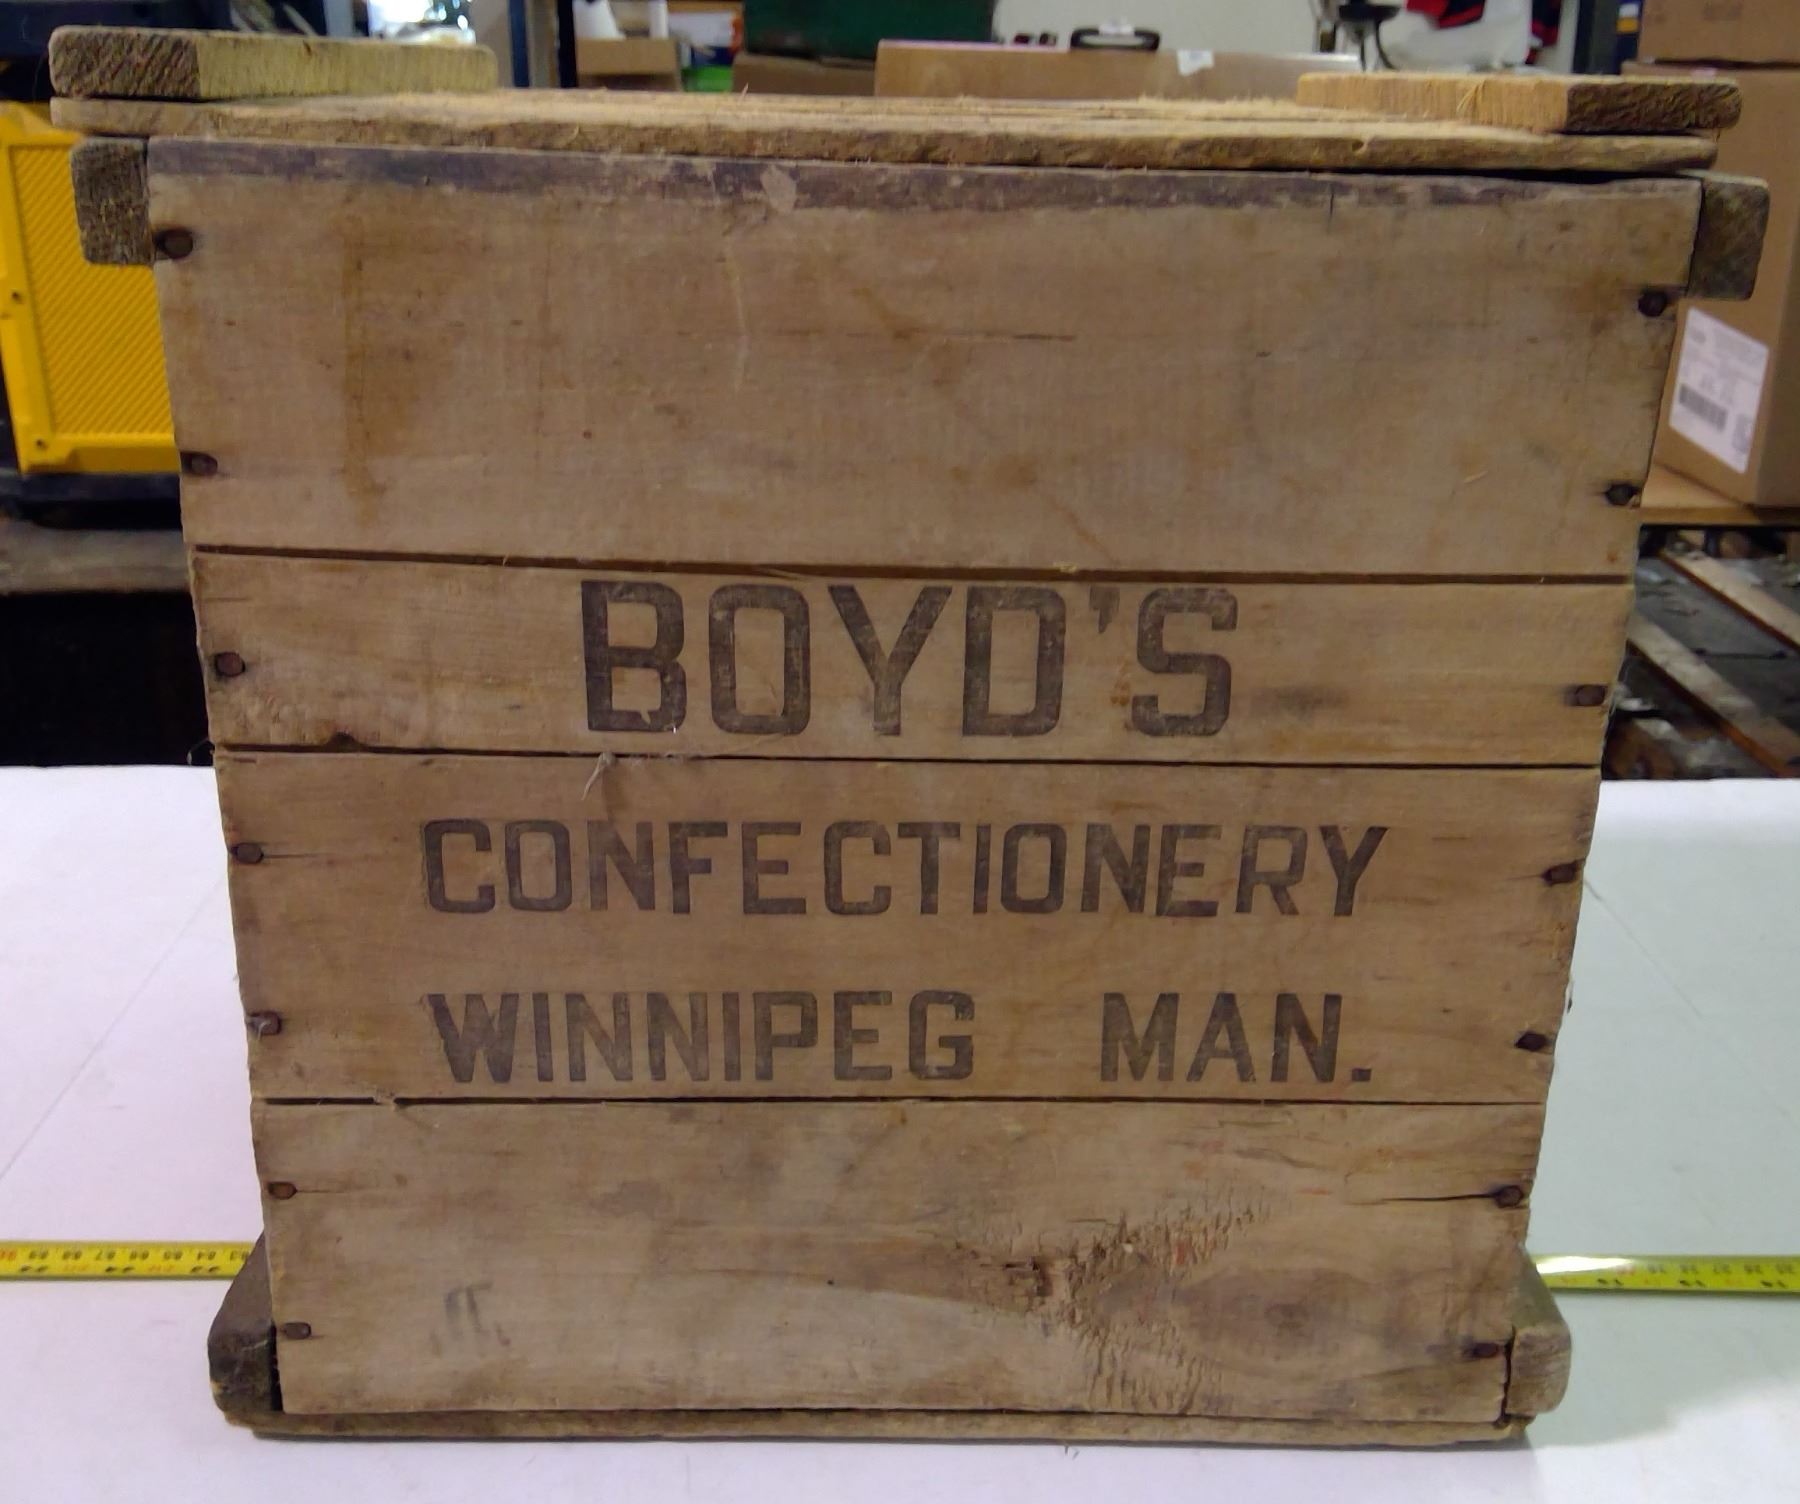 BOYD'S
CONFECTIONERY
WINNIPEG MAN.